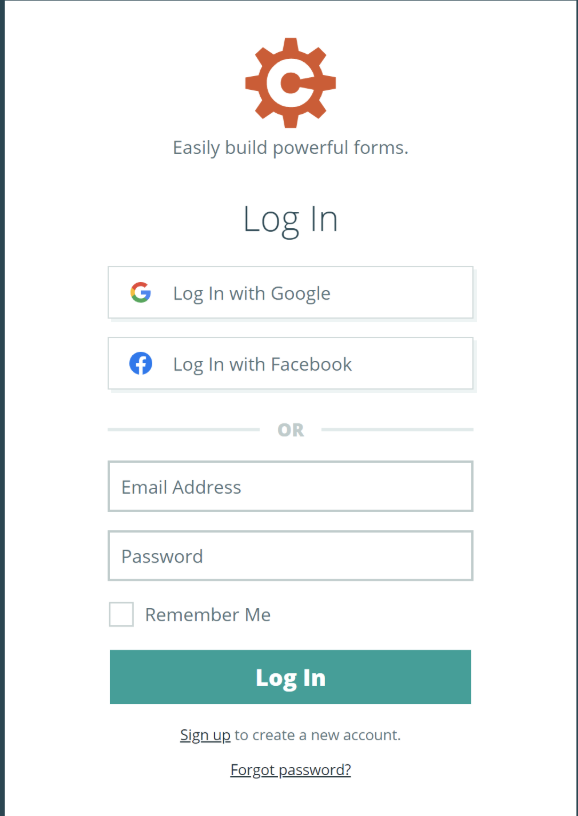 Easily build powerful forms.
Log In
Log In with Google
Log In with Facebook
OR
Email Address
Password
Remember Me
Log In
Sign up to create a new account.
Forgot password?